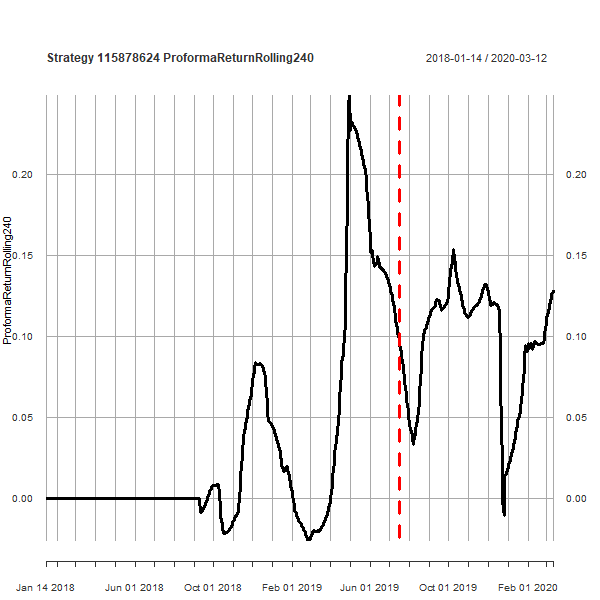 Strategy 115878624 ProformaReturnRolling240
2018-01-14 / 2020-03-12
ProformaReturnRolling240
0.20
0.15
0.10
0.05
0.00
0.20
0.15
0.10
0.05
0.00
Jan 14 2018
Jun 01 2018
Oct 01 2018
Feb 01 2019
Jun 01 2019
Oct 01 2019
Feb 01 2020